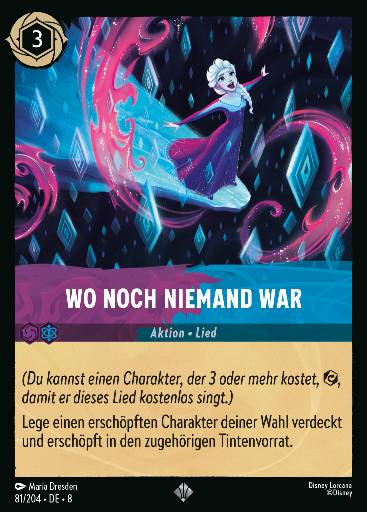 3
WO NOCH NIEMAND WAR
Aktion • Lied
(Du kannst einen Charakter, der 3 oder mehr kostet, ,
damit er dieses Lied kostenlos singt.)
Lege einen erschöpften Charakter deiner Wahl verdeckt
und erschöpft in den zugehörigen Tintenvorrat.
Maria Dresden
81/204 • DE • 8
Disney Lorcana
©Disney